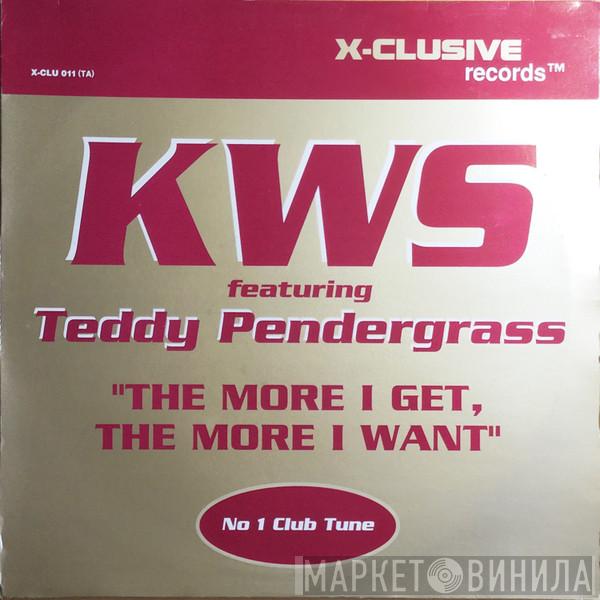 X-CLUSIVE
records™
X-CLU 011 (TA)
KWS
featuring
Teddy Pendergrass
"THE MORE I GET,
THE MORE I WANT"
No 1 Club Tune
МАРКЕТ ВИНИЛА